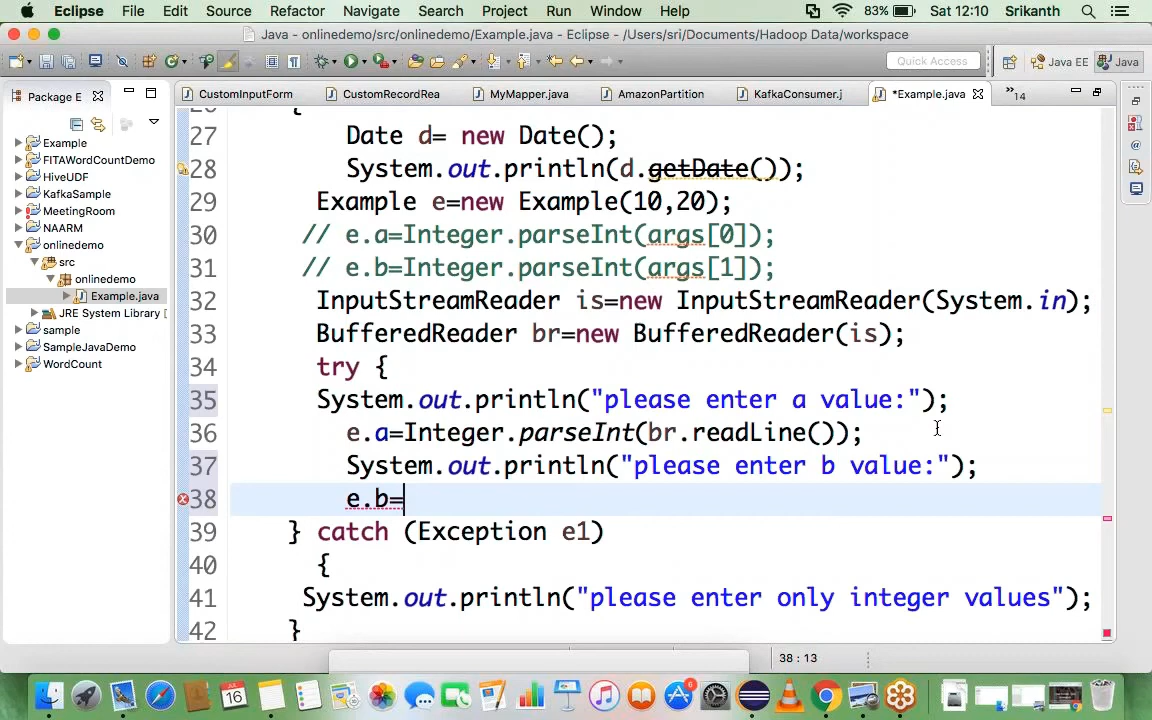 Eclipse File Edit Source Refactor Navigate Search Project Run Window Help 83% Sat 12:10 Srikanth
Java - onlinedemo/src/onlinedemo/Example.java - Eclipse - /Users/sri/Documents/Hadoop Data/workspace
Quick Access Java EE Java
Package E
CustomInputForm CustomRecordRea MyMapper.java AmazonPartition KafkaConsumer.j *Example.java 14
Example
FITAWordCountDemo
HiveUDF
KafkaSample
MeetingRoom
NAARM
onlinedemo
src
onlinedemo
Example.java
JRE System Library [
sample
SampleJavaDemo
WordCount
26 {
27 Date d= new Date();
28 System.out.println(d.getDate());
29 Example e=new Example(10,20);
30 // e.a=Integer.parseInt(args[0]);
31 // e.b=Integer.parseInt(args[1]);
32 InputStreamReader is=new InputStreamReader(System.in);
33 BufferedReader br=new BufferedReader(is);
34 try {
35 System.out.println("please enter a value:");
36 e.a=Integer.parseInt(br.readLine());
37 System.out.println("please enter b value:");
38 e.b=
39 } catch (Exception e1)
40 {
41 System.out.println("please enter only integer values");
42 }
38 : 13
16
6